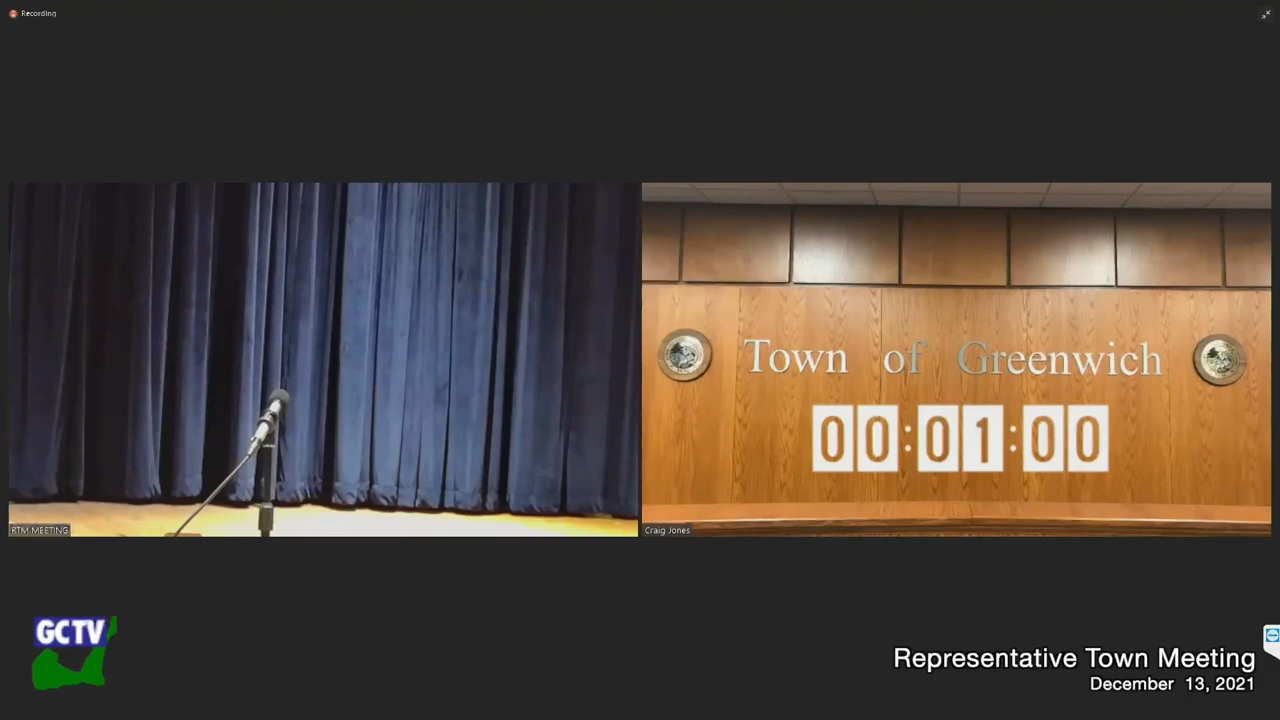 Recording
Town of Greenwich
00:01:00
RTM MEETING
Craig Jones
GCTV
Representative Town Meeting
December 13, 2021